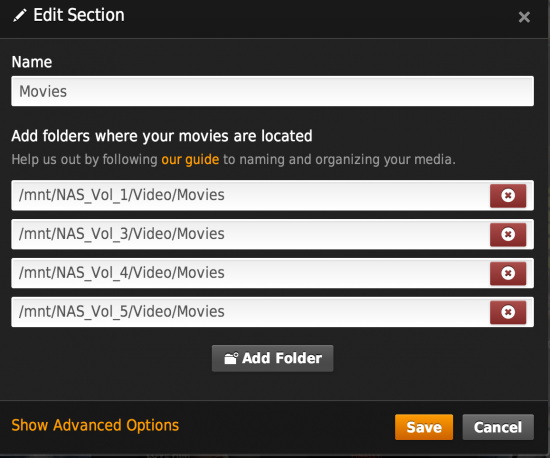 Edit Section
Name
Movies
Add folders where your movies are located
Help us out by following our guide to naming and organizing your media.
/mnt/NAS_Vol_1/Video/Movies
/mnt/NAS_Vol_3/Video/Movies
/mnt/NAS_Vol_4/Video/Movies
/mnt/NAS_Vol_5/Video/Movies
Add Folder
Show Advanced Options Save Cancel